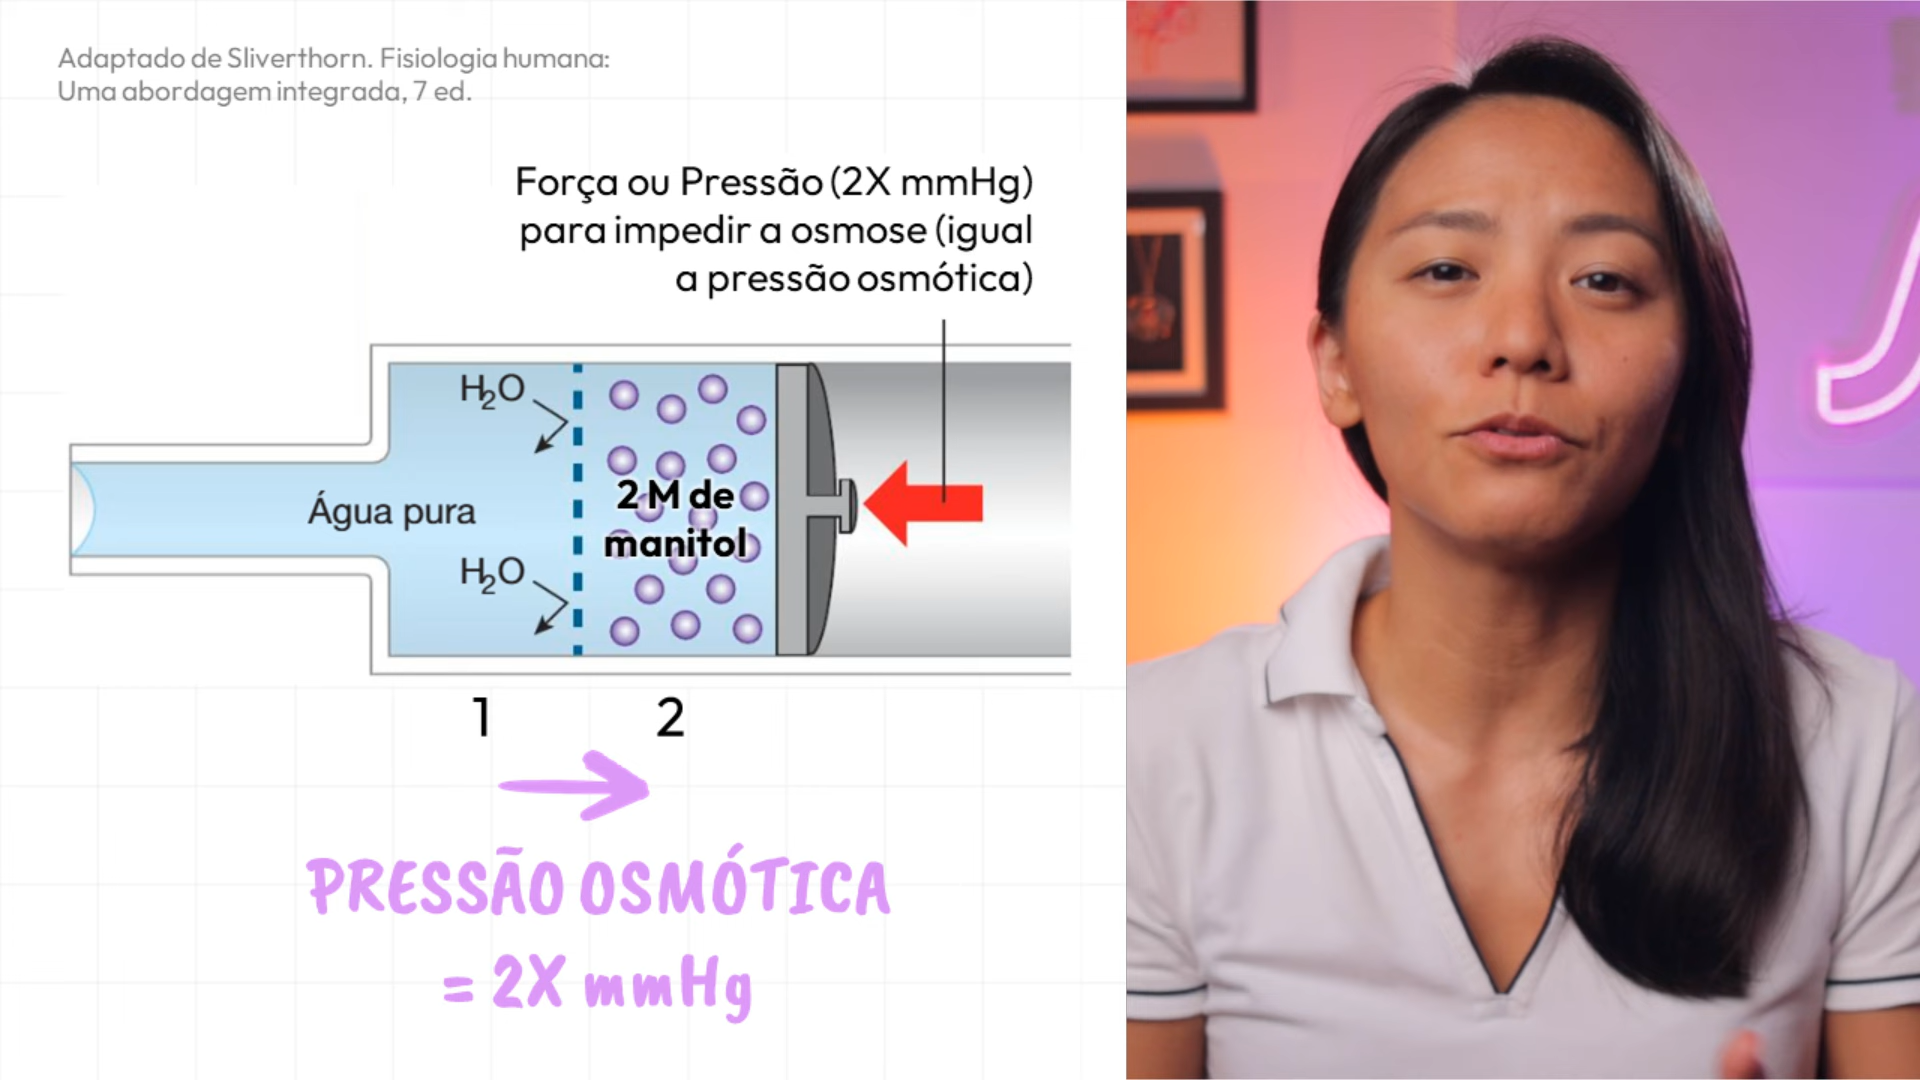 Adaptado de Sliverthorn. Fisiologia humana:
Uma abordagem integrada, 7 ed.
Força ou Pressão (2X mmHg)
para impedir a osmose (igual
a pressão osmótica)
H₂O
Água pura
2 M de
manitol
H₂O
1
2
PRESSÃO OSMÓTICA
= 2X mmHg